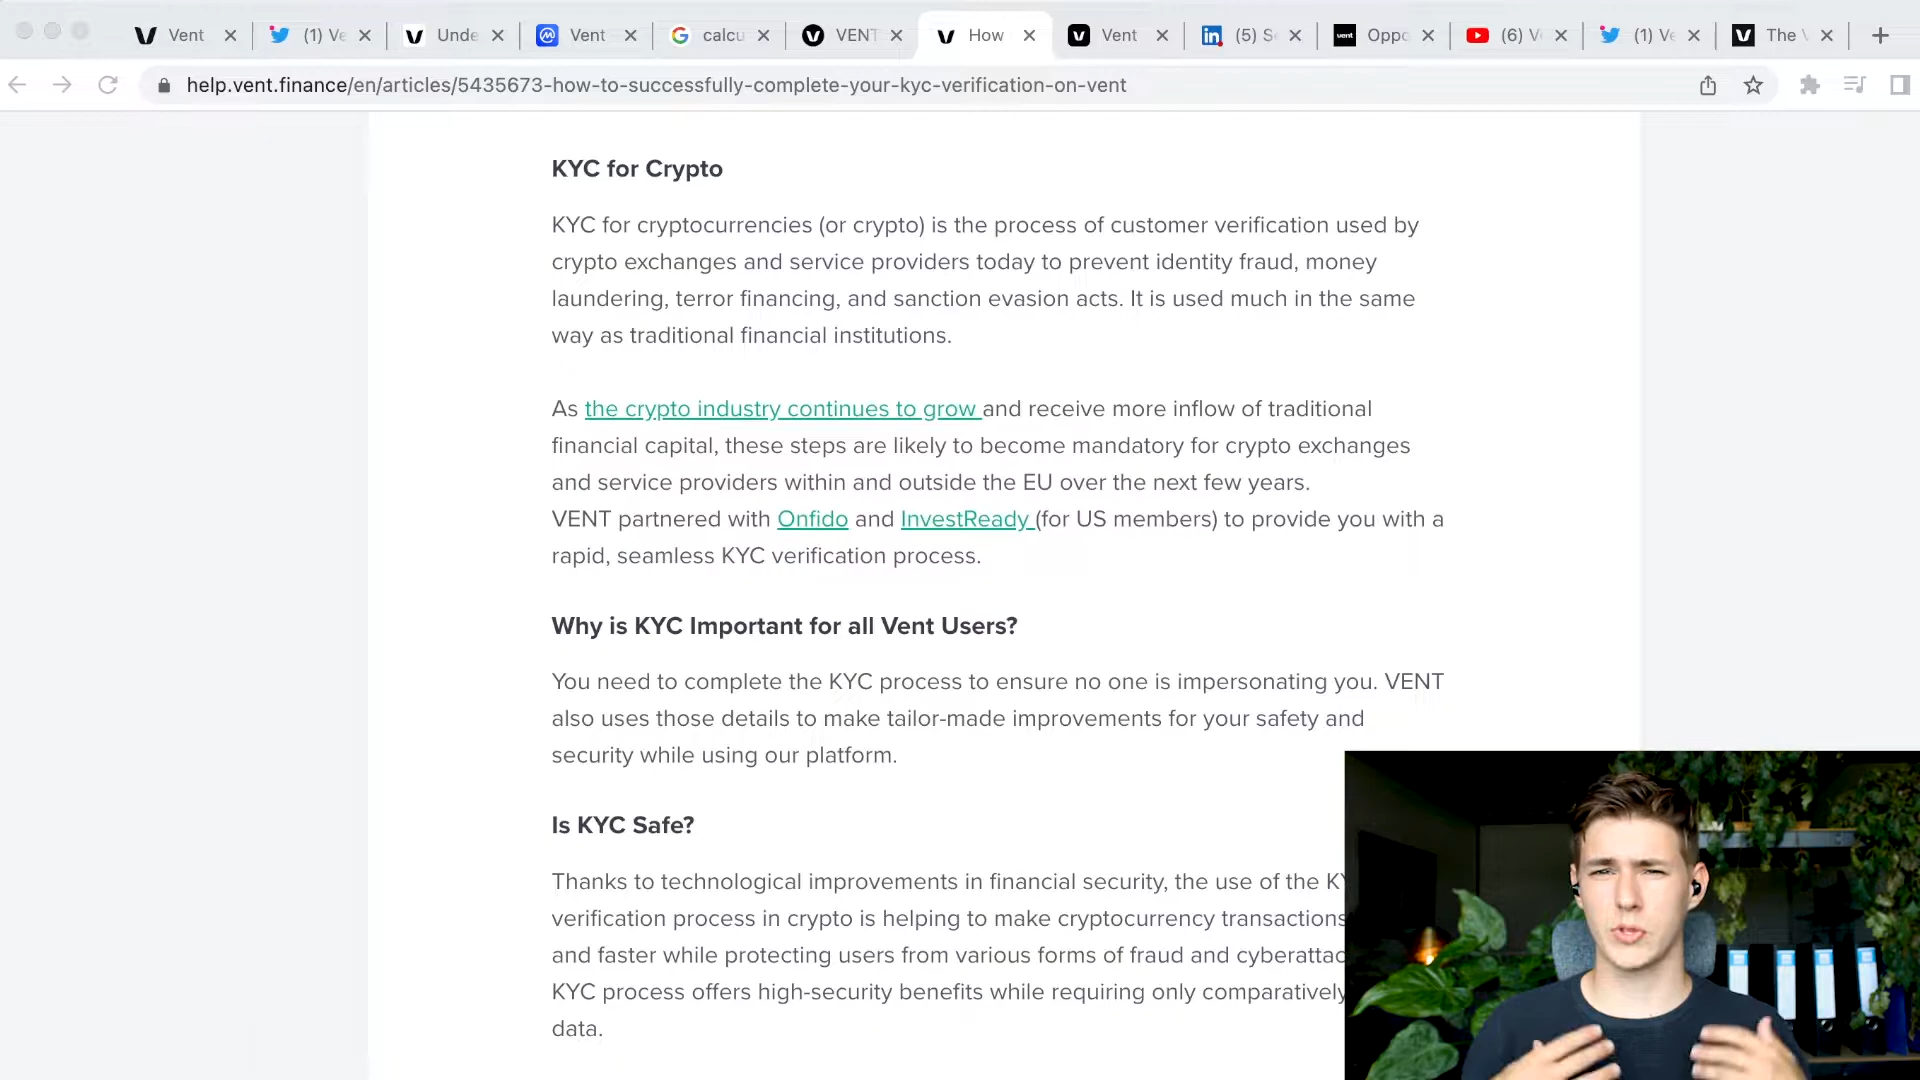 Vent (1) Ve Unde Vent calcu VENT How Vent (5) S Oppo (6) V (1) Ve The
help.vent.finance/en/articles/5435673-how-to-successfully-complete-your-kyc-verification-on-vent
KYC for Crypto
KYC for cryptocurrencies (or crypto) is the process of customer verification used by
crypto exchanges and service providers today to prevent identity fraud, money
laundering, terror financing, and sanction evasion acts. It is used much in the same
way as traditional financial institutions.
As the crypto industry continues to grow and receive more inflow of traditional
financial capital, these steps are likely to become mandatory for crypto exchanges
and service providers within and outside the EU over the next few years.
VENT partnered with Onfido and InvestReady (for US members) to provide you with a
rapid, seamless KYC verification process.
Why is KYC Important for all Vent Users?
You need to complete the KYC process to ensure no one is impersonating you. VENT
also uses those details to make tailor-made improvements for your safety and
security while using our platform.
Is KYC Safe?
Thanks to technological improvements in financial security, the use of the
verification process in crypto is helping to make cryptocurrency transactions
and faster while protecting users from various forms of fraud and cyberattac
KYC process offers high-security benefits while requiring only comparatively
data.